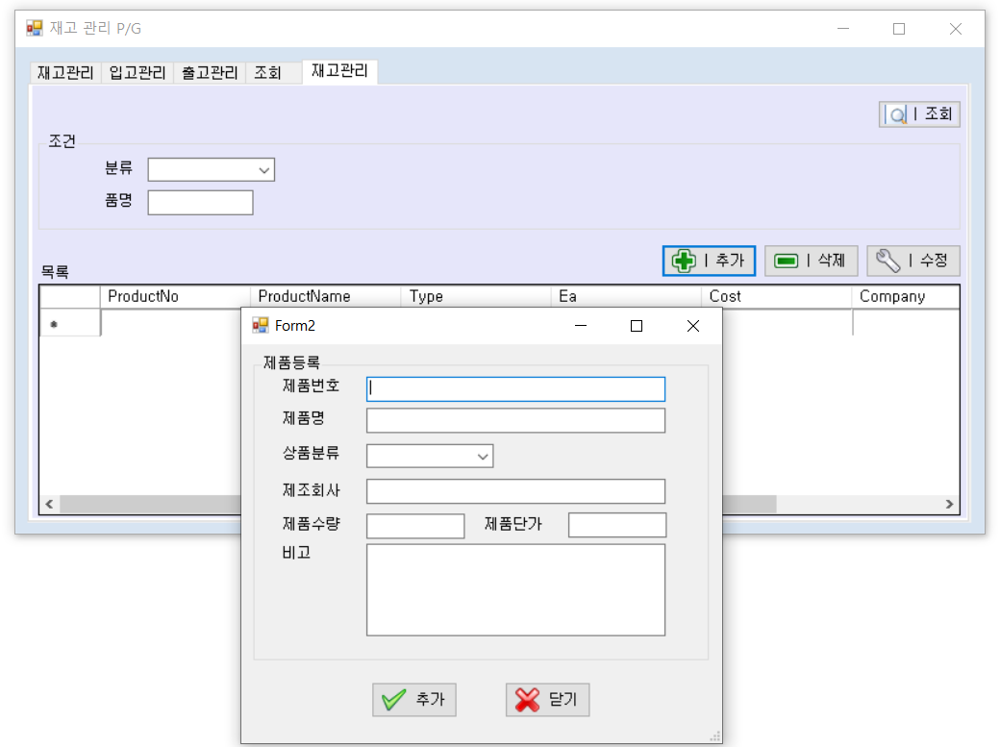 재고 관리 P/G
재고관리 입고관리 출고관리 조회 재고관리
| 조회
조건
분류
품명
목록
| 추가 | 삭제 | 수정
ProductNo ProductName Type Ea Cost Company
Form2
제품등록
제품번호
제품명
상품분류
제조회사
제품수량 제품단가
비고
추가 닫기